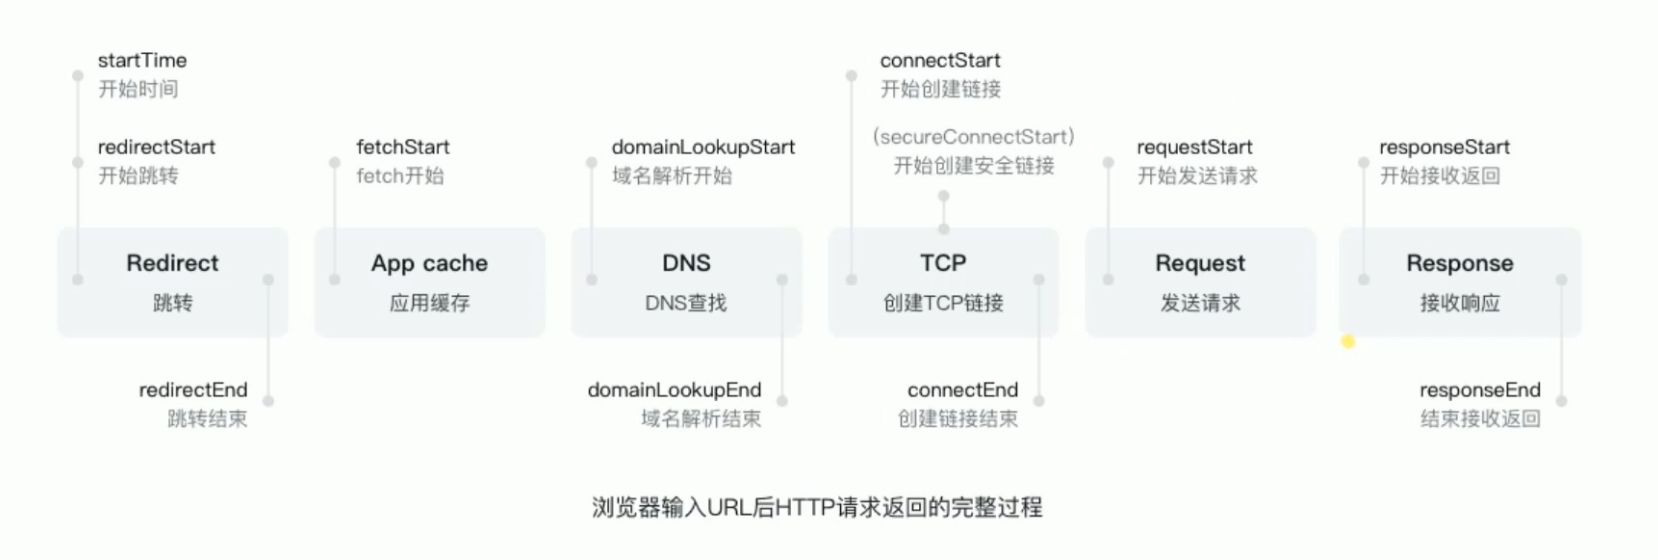 startTime
开始时间
redirectStart
开始跳转
fetchStart
fetch开始
domainLookupStart
域名解析开始
connectStart
开始创建链接
(secureConnectStart)
开始创建安全链接
requestStart
开始发送请求
responseStart
开始接收返回
Redirect
跳转
App cache
应用缓存
DNS
DNS查找
TCP
创建TCP链接
Request
发送请求
Response
接收响应
redirectEnd
跳转结束
domainLookupEnd
域名解析结束
connectEnd
创建链接结束
responseEnd
结束接收返回
浏览器输入URL后HTTP请求返回的完整过程